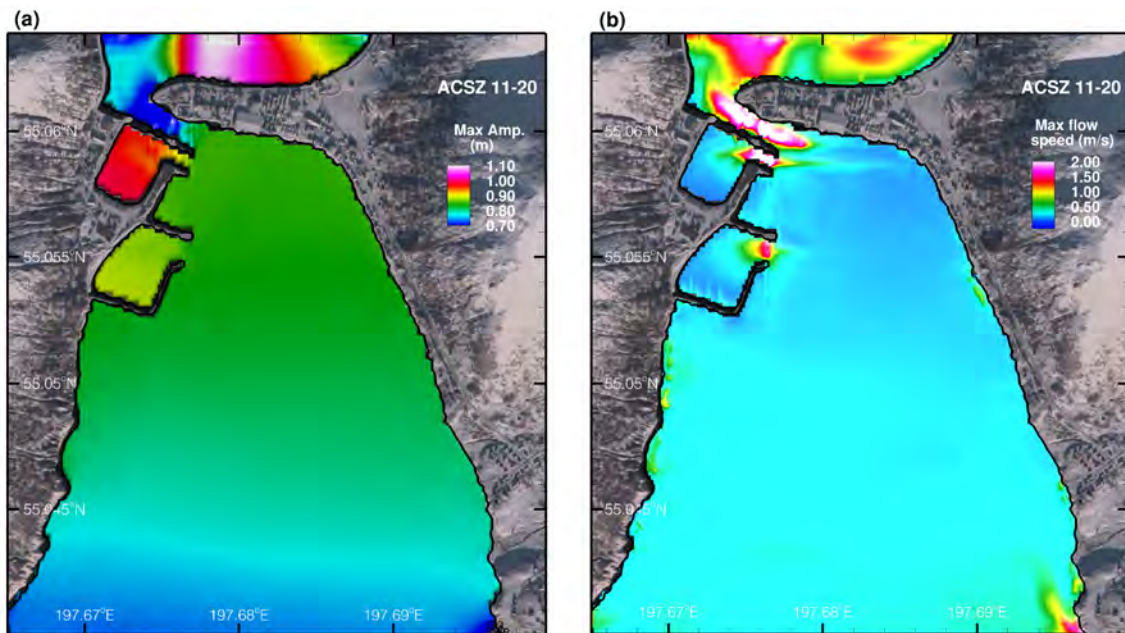 (a)
ACSZ 11-20
Max Amp.
(m)
1.10
1.00
0.90
0.80
0.70
55.06°N
55.055°N
55.05°N
55.045°N
197.67°E
197.68°E
197.69°E
(b)
ACSZ 11-20
Max flow
speed (m/s)
2.00
1.50
1.00
0.50
0.00
55.06°N
55.055°N
55.05°N
55.045°N
197.67°E
197.68°E
197.69°E